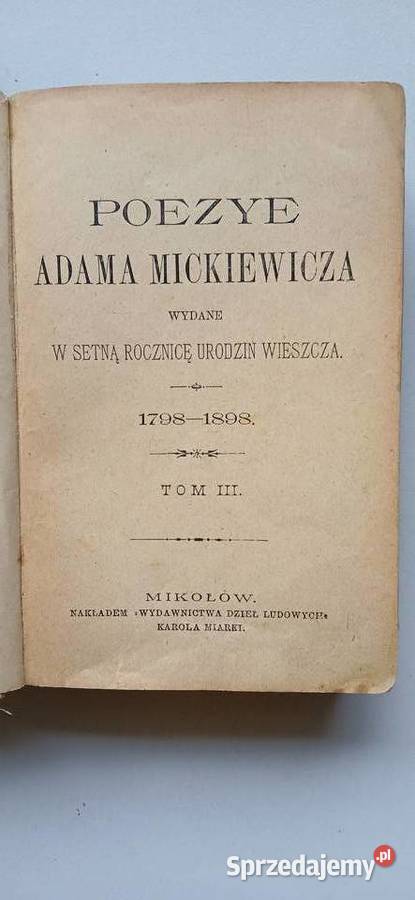 POEZYE
ADAMA MICKIEWICZA
WYDANE
W SETNĄ ROCZNICĘ URODZIN WIESZCZA.
1798—1898.
TOM III.
MIKOŁÓW.
NAKŁADEM »WYDAWNICTWA DZIEŁ LUDOWYCH«
KAROLA MIARKI.
Sprzedajemy.pl